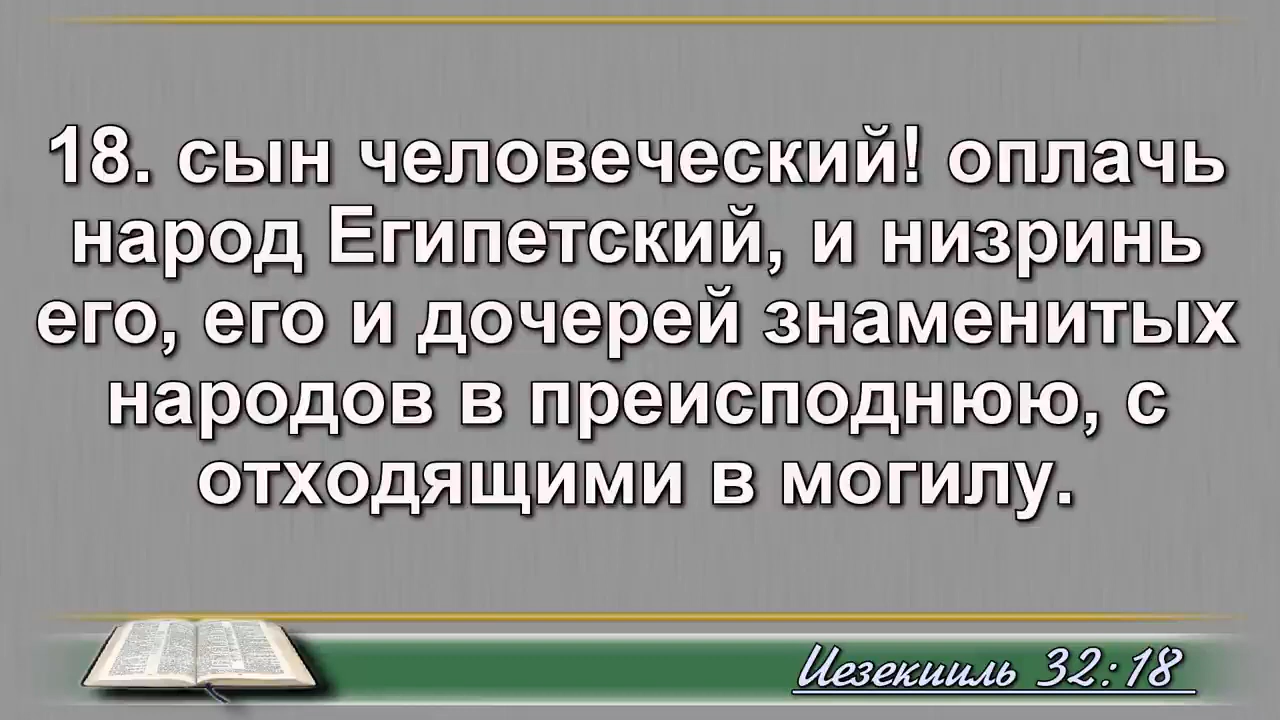 18. сын человеческий! оплачь
народ Египетский, и низринь
его, его и дочерей знаменитых
народов в преисподнюю, с
отходящими в могилу.
Иезекииль 32:18